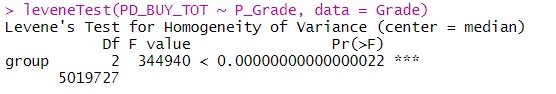 > leveneTest(PD_BUY_TOT ~ P_Grade, data = Grade)
Levene's Test for Homogeneity of Variance (center = median)
Df F value Pr(>F)
group 2 344940 < 0.00000000000000022 ***
5019727